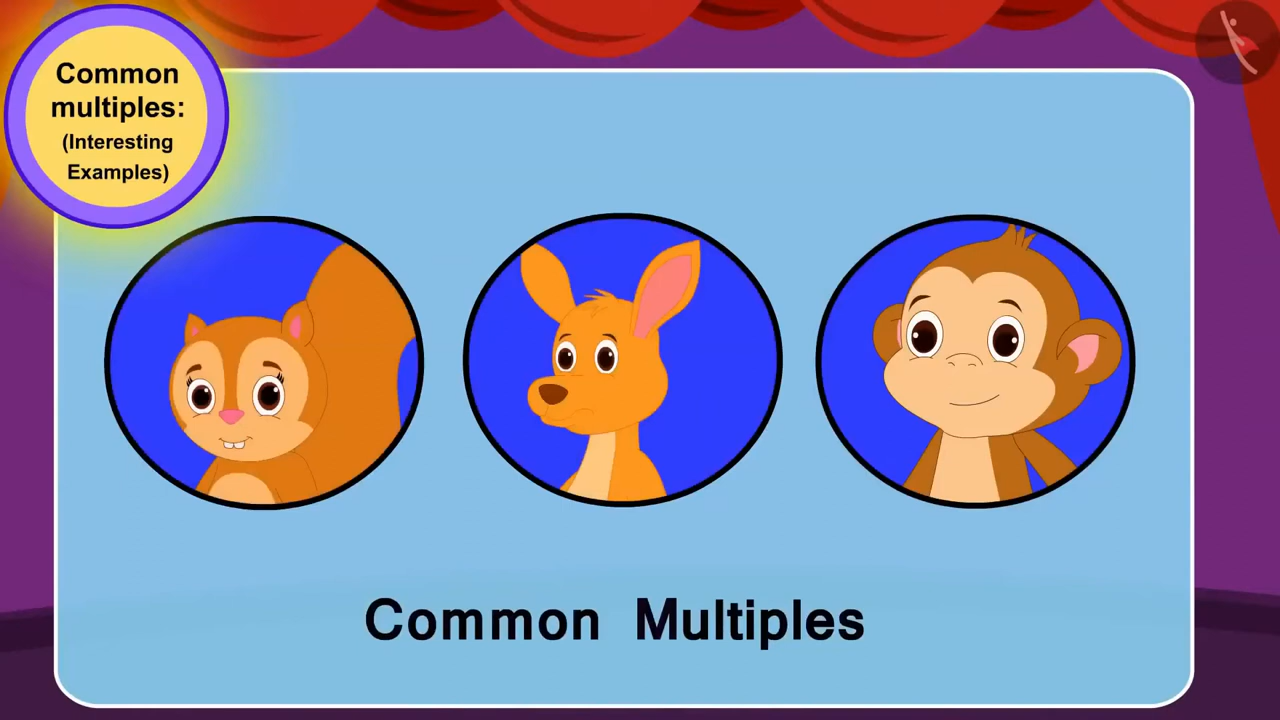 Common
multiples:
(Interesting
Examples)
Common Multiples